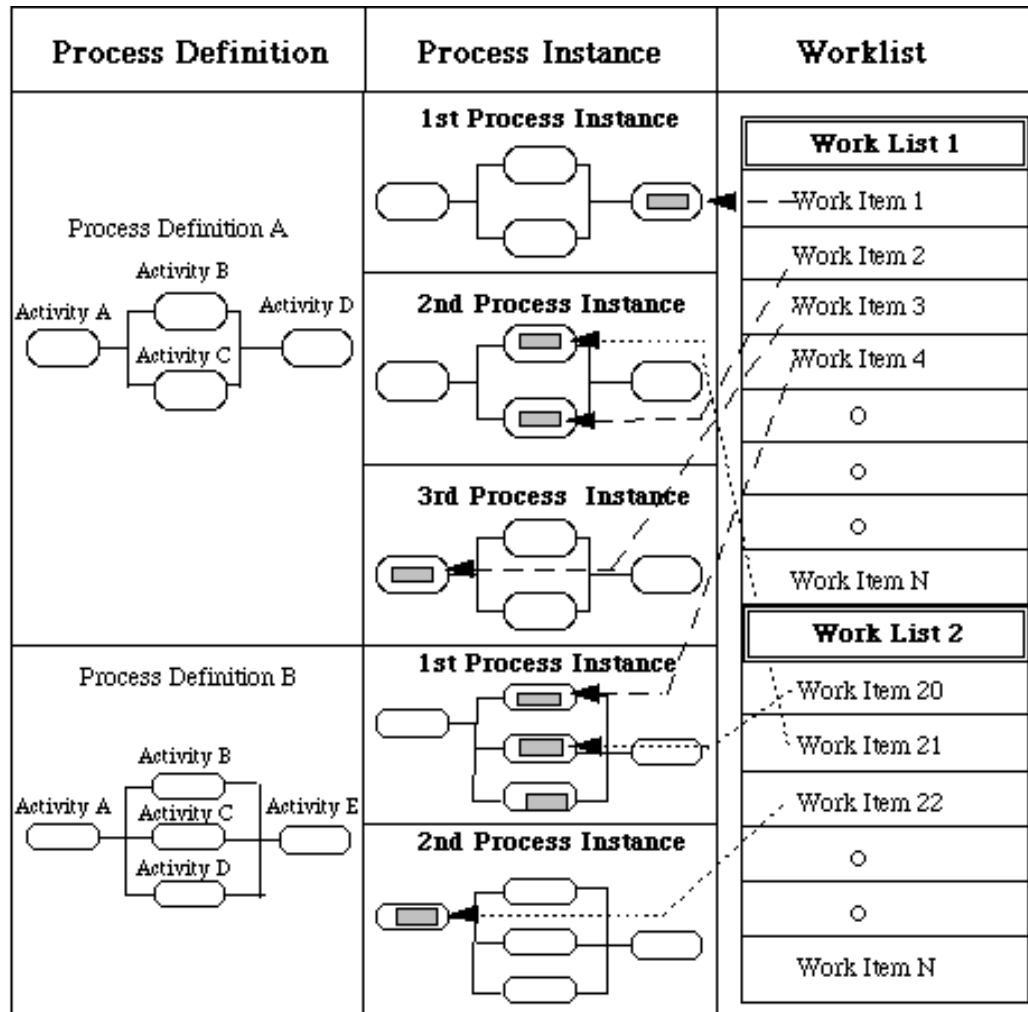 Process Definition
Process Instance
Worklist
Process Definition A
Activity A
Activity B
Activity C
Activity D
1st Process Instance
2nd Process Instance
3rd Process Instance
Work List 1
Work Item 1
Work Item 2
Work Item 3
Work Item 4
Work Item N
Process Definition B
Activity A
Activity B
Activity C
Activity D
Activity E
1st Process Instance
2nd Process Instance
Work List 2
Work Item 20
Work Item 21
Work Item 22
Work Item N